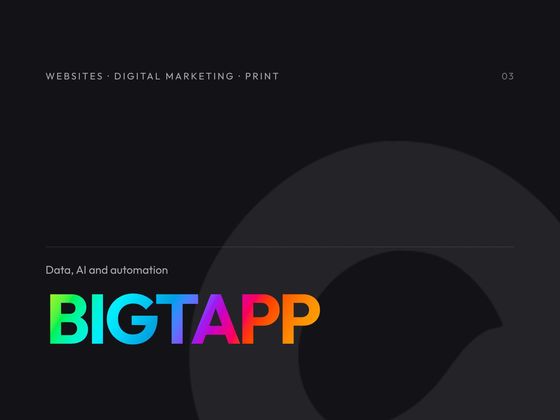 WEBSITES · DIGITAL MARKETING · PRINT
03
Data, AI and automation
BIGTAPP